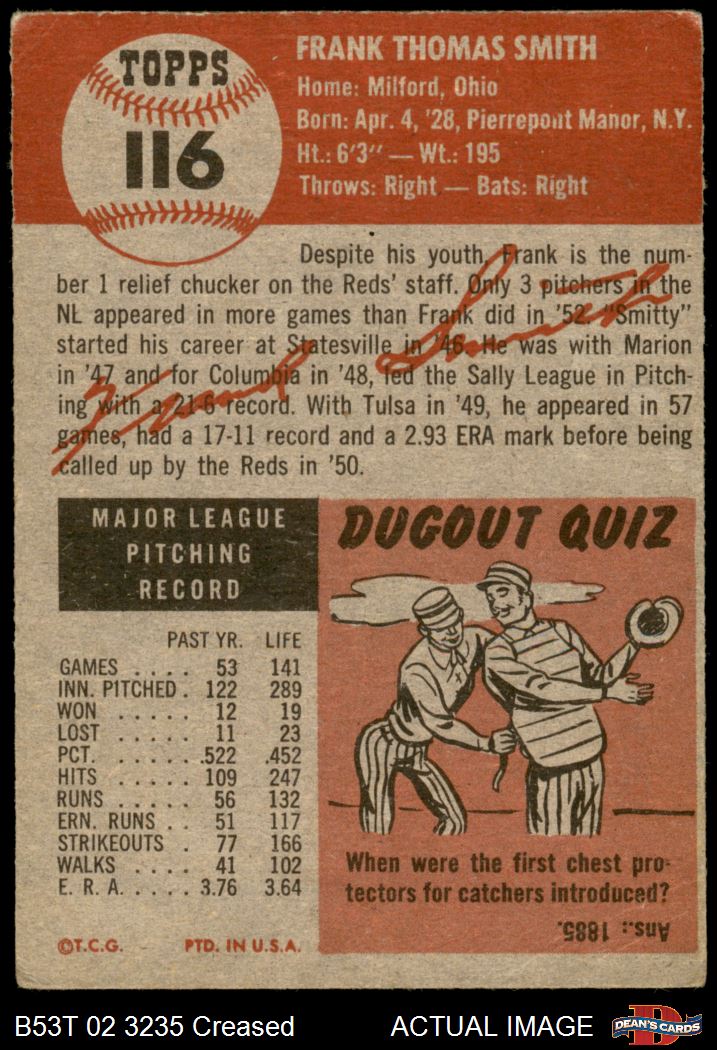 TOPPS
116
FRANK THOMAS SMITH
Home: Milford, Ohio
Born: Apr. 4, '28, Pierrepont Manor, N.Y.
Ht.: 6'3" — Wt.: 195
Throws: Right — Bats: Right
Despite his youth, Frank is the num-
ber 1 relief chucker on the Reds' staff. Only 3 pitchers in the
NL appeared in more games than Frank did in '52. "Smitty"
started his career at Statesville in '46. He was with Marion
in '47 and for Columbia in '48, led the Sally League in Pitch-
ing with a 21-6 record. With Tulsa in '49, he appeared in 57
games, had a 17-11 record and a 2.93 ERA mark before being
called up by the Reds in '50.
Frank Smith
MAJOR LEAGUE
PITCHING
RECORD
PAST YR. LIFE
GAMES . . . . 53 141
INN. PITCHED . 122 289
WON . . . . . 12 19
LOST . . . . . 11 23
PCT. . . . . . .522 .452
HITS . . . . . 109 247
RUNS . . . . . 56 132
ERN. RUNS . . 51 117
STRIKEOUTS . 77 166
WALKS . . . . 41 102
E. R. A. . . . . 3.76 3.64
©T.C.G. PTD. IN U.S.A.
DUGOUT QUIZ
When were the first chest pro-
tectors for catchers introduced?
Ans.: 1885.
B53T 02 3235 Creased ACTUAL IMAGE
DEAN'S CARDS